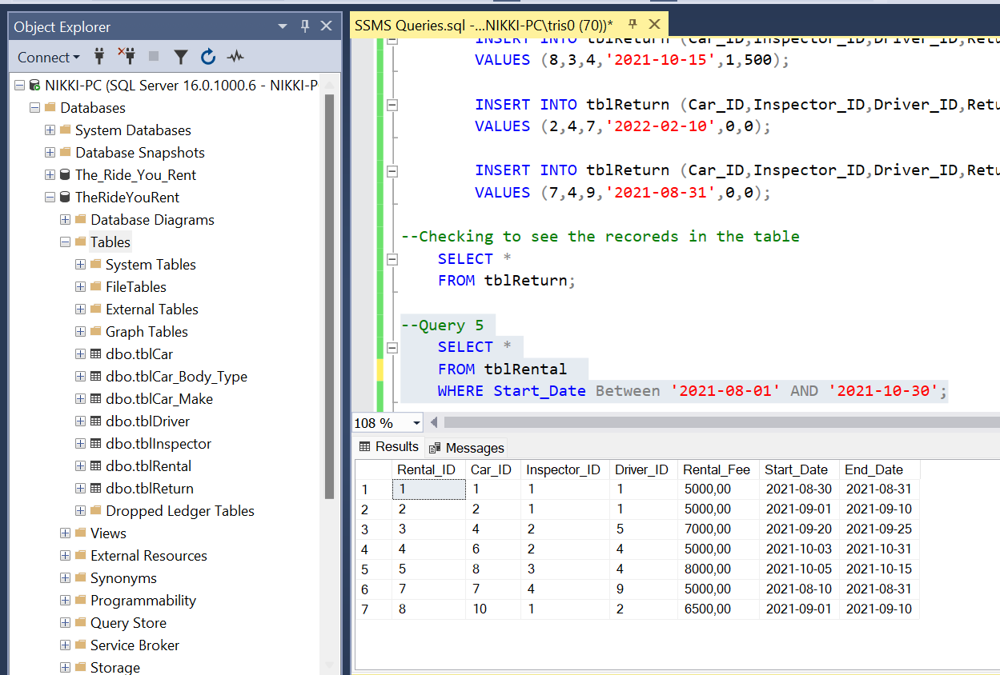 Object Explorer
Connect
NIKKI-PC (SQL Server 16.0.1000.6 - NIKKI-P
Databases
System Databases
Database Snapshots
The_Ride_You_Rent
TheRideYouRent
Database Diagrams
Tables
System Tables
FileTables
External Tables
Graph Tables
dbo.tblCar
dbo.tblCar_Body_Type
dbo.tblCar_Make
dbo.tblDriver
dbo.tblInspector
dbo.tblRental
dbo.tblReturn
Dropped Ledger Tables
Views
External Resources
Synonyms
Programmability
Query Store
Service Broker
Storage
SSMS Queries.sql -...NIKKI-PC\tris0 (70))*
INSERT INTO tblReturn (Car_ID,Inspector_ID,Driver_ID,Retu
VALUES (8,3,4,'2021-10-15',1,500);
INSERT INTO tblReturn (Car_ID,Inspector_ID,Driver_ID,Retu
VALUES (2,4,7,'2022-02-10',0,0);
INSERT INTO tblReturn (Car_ID,Inspector_ID,Driver_ID,Retu
VALUES (7,4,9,'2021-08-31',0,0);
--Checking to see the recoreds in the table
SELECT *
FROM tblReturn;
--Query 5
SELECT *
FROM tblRental
WHERE Start_Date Between '2021-08-01' AND '2021-10-30';
108 %
Results Messages
Rental_ID Car_ID Inspector_ID Driver_ID Rental_Fee Start_Date End_Date
1 1 1 1 1 5000,00 2021-08-30 2021-08-31
2 2 2 1 1 5000,00 2021-09-01 2021-09-10
3 3 4 2 5 7000,00 2021-09-20 2021-09-25
4 4 6 2 4 5000,00 2021-10-03 2021-10-31
5 5 8 3 4 8000,00 2021-10-05 2021-10-15
6 7 7 4 9 5000,00 2021-08-10 2021-08-31
7 8 10 1 2 6500,00 2021-09-01 2021-09-10